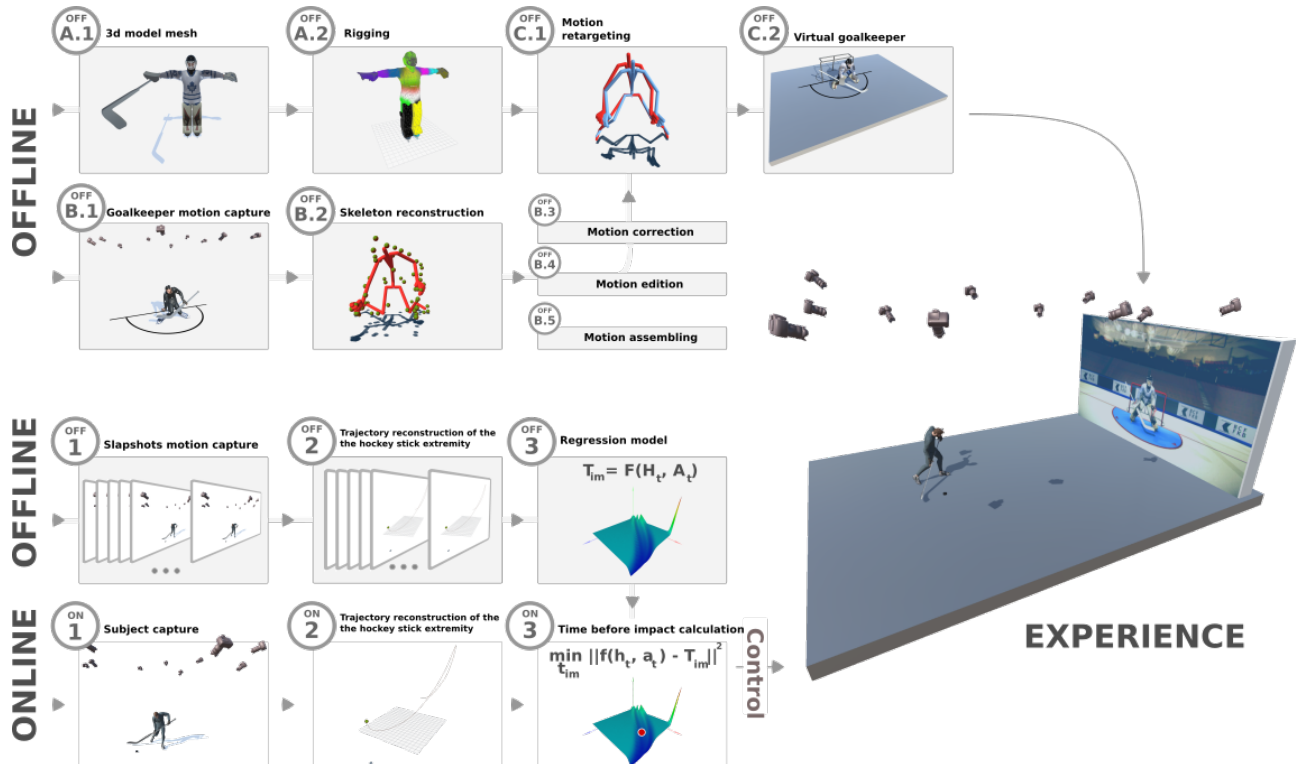 OFFLINE
OFF
A.1
3d model mesh
OFF
A.2
Rigging
OFF
C.1
Motion
retargeting
OFF
C.2
Virtual goalkeeper
OFF
B.1
Goalkeeper motion capture
OFF
B.2
Skeleton reconstruction
OFF
B.3
Motion correction
OFF
B.4
Motion edition
OFF
B.5
Motion assembling
OFFLINE
OFF
1
Slapshots motion capture
OFF
2
Trajectory reconstruction of the
the hockey stick extremity
OFF
3
Regression model
T_im = F(H_t, A_t)
ONLINE
ON
1
Subject capture
ON
2
Trajectory reconstruction of the
the hockey stick extremity
ON
3
Time before impact calculation
min ||f(h_t, a_t) - T_im||^2
t_im
Control
EXPERIENCE